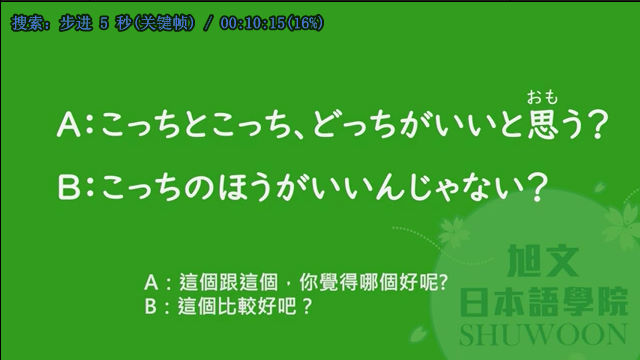 搜索: 步进 5 秒(关键帧) / 00:10:15(16%)
おも
A:こっちとこっち、どっちがいいと思う?
B:こっちのほうがいいんじゃない?
A:這個跟這個,你覺得哪個好呢?
B:這個比較好吧?
旭文
日本語學院
SHUWOON